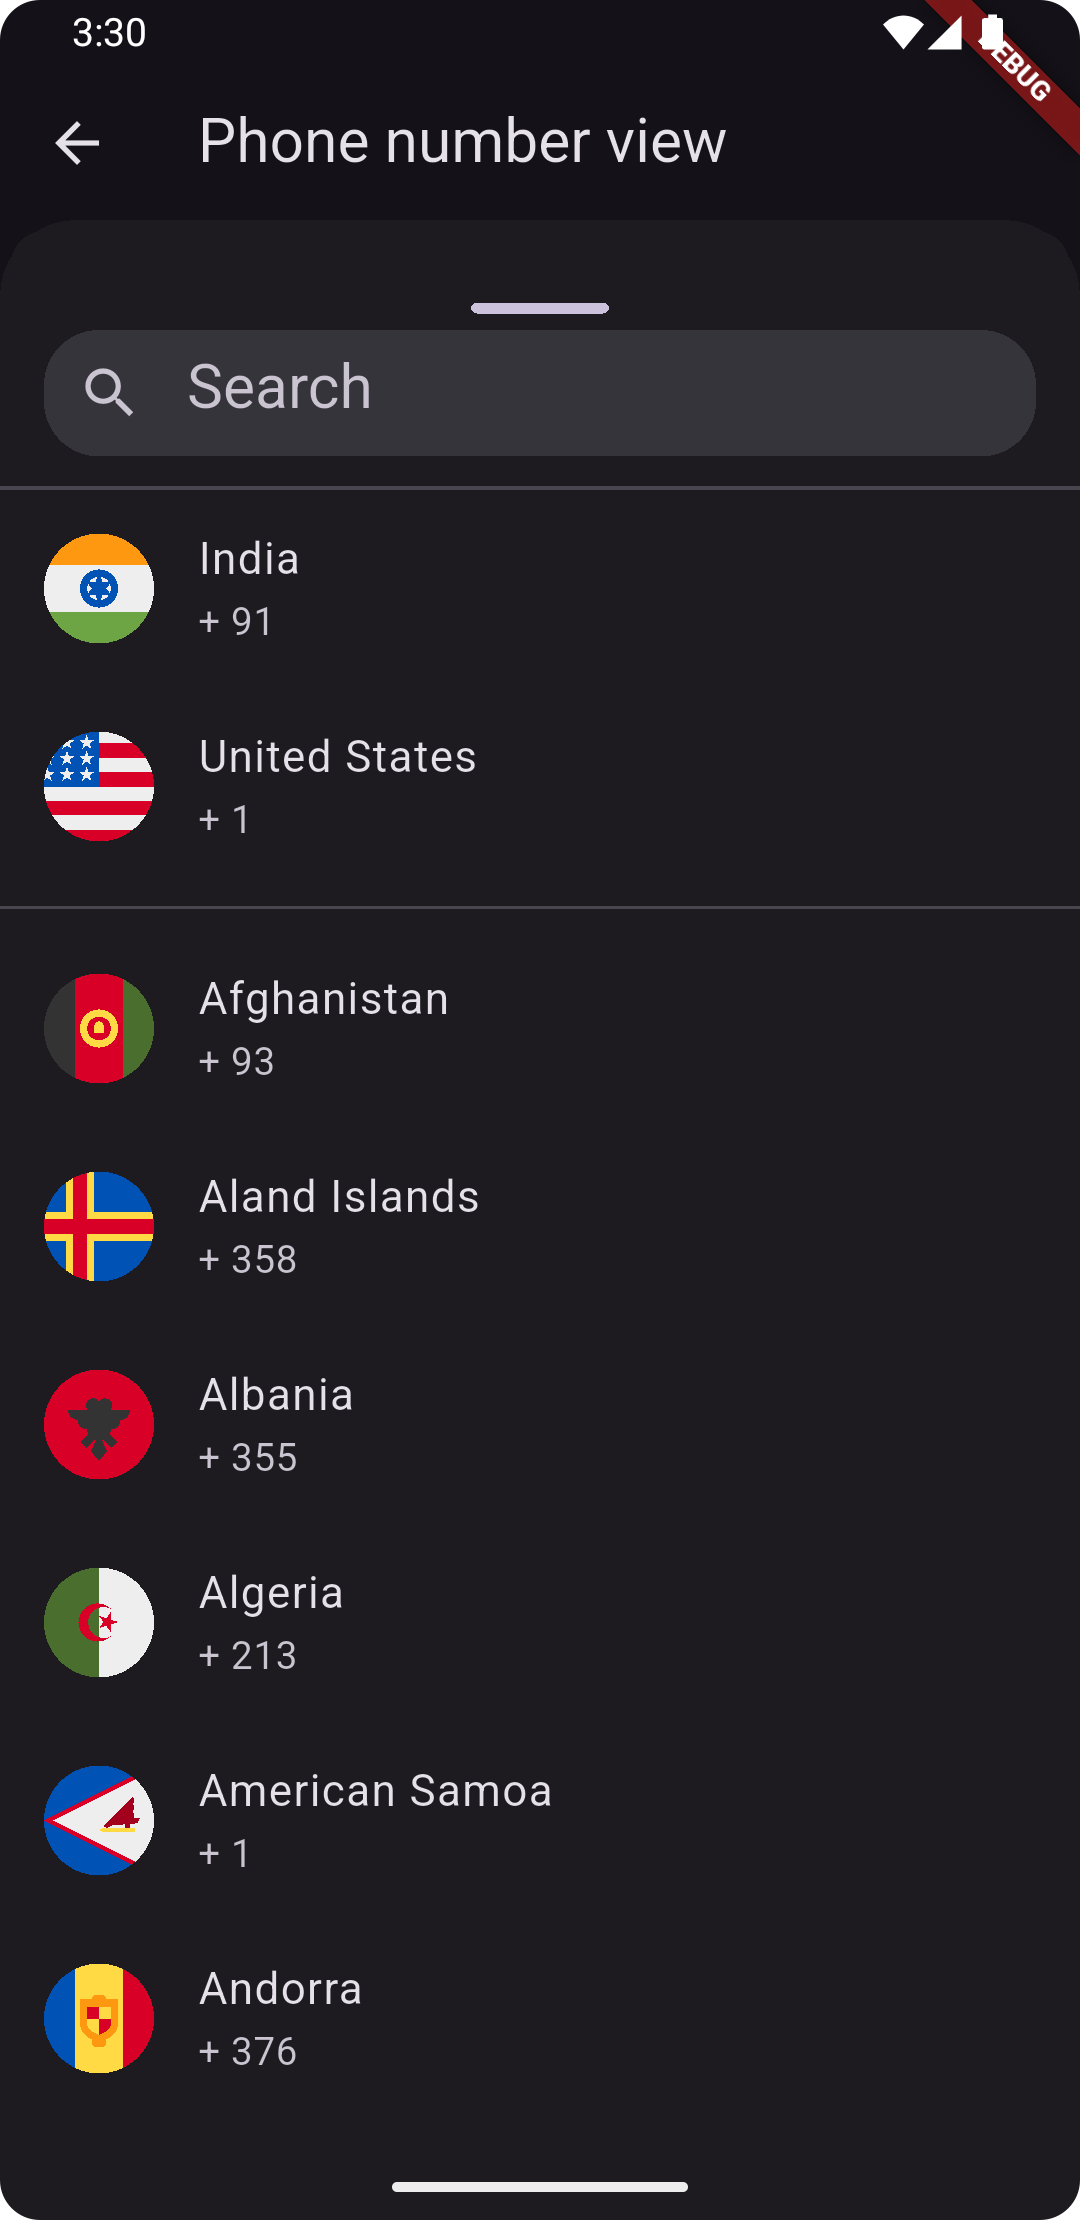 3:30
EBUG
Phone number view
Search
India
+ 91
United States
+ 1
Afghanistan
+ 93
Aland Islands
+ 358
Albania
+ 355
Algeria
+ 213
American Samoa
+ 1
Andorra
+ 376